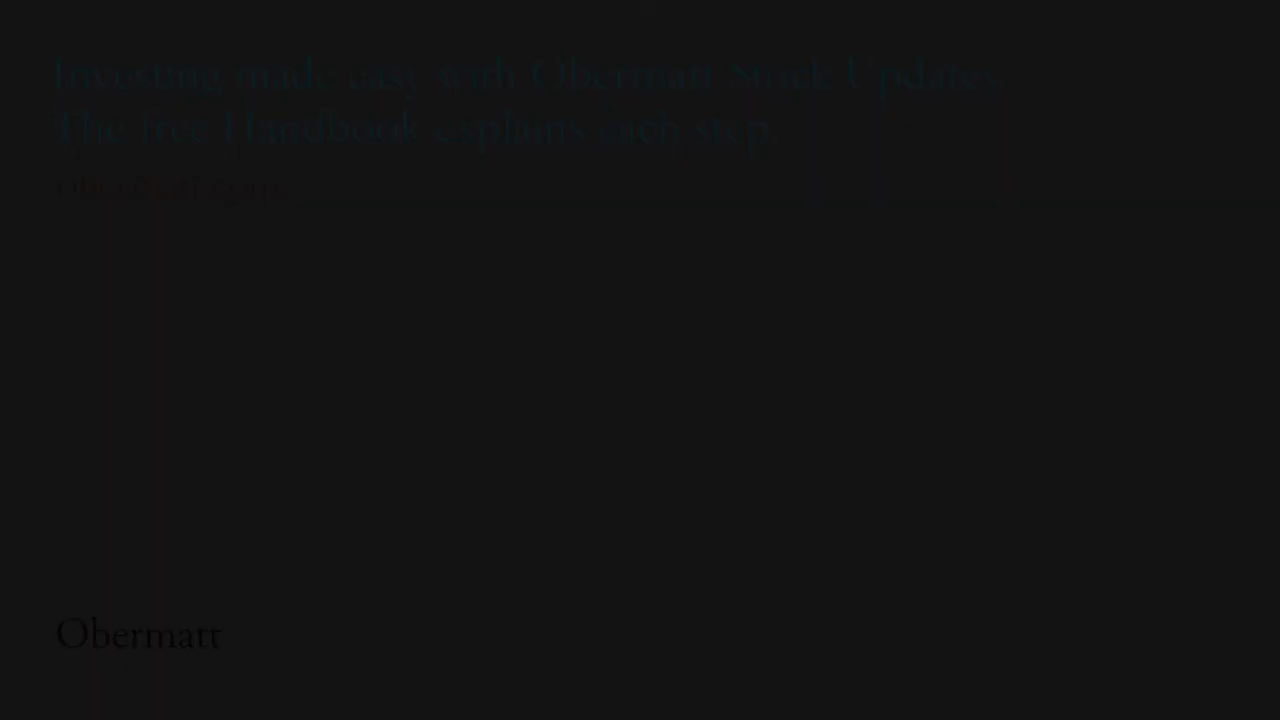 Investing made easy with Obermatt Stock Updates.
The free Handbook explains each step.
Obermatt